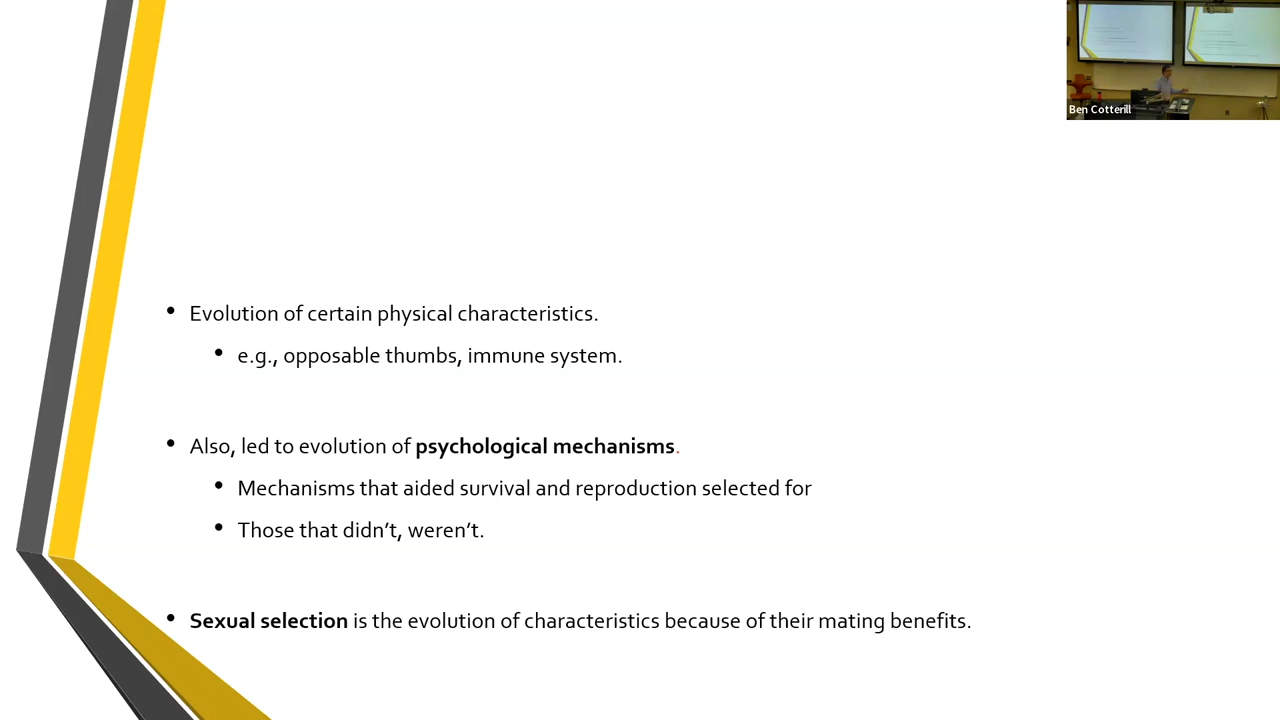 Ben Cotterill
• Evolution of certain physical characteristics.
• e.g., opposable thumbs, immune system.
• Also, led to evolution of psychological mechanisms.
• Mechanisms that aided survival and reproduction selected for
• Those that didn’t, weren’t.
• Sexual selection is the evolution of characteristics because of their mating benefits.